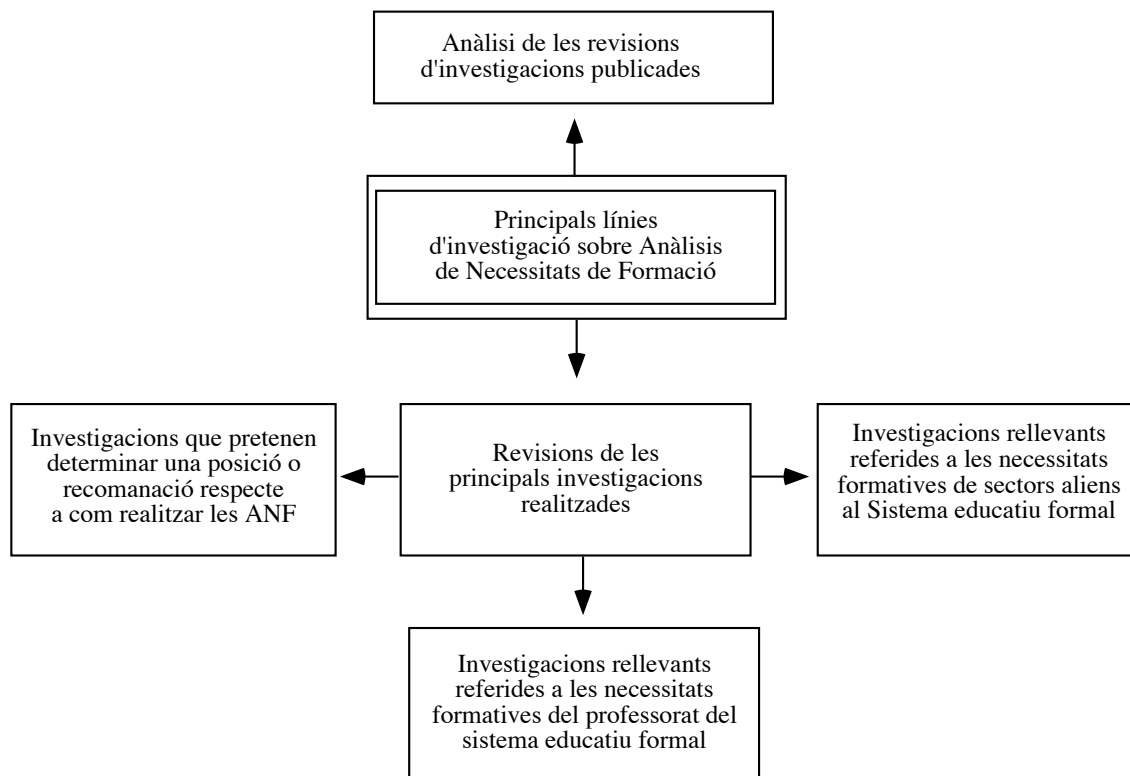 Anàlisi de les revisions
d'investigacions publicades
Principals línies
d'investigació sobre Anàlisis
de Necessitats de Formació
Investigacions que pretenen
determinar una posició o
recomanació respecte
a com realitzar les ANF
Revisions de les
principals investigacions
realitzades
Investigacions rellevants
referides a les necessitats
formatives de sectors aliens
al Sistema educatiu formal
Investigacions rellevants
referides a les necessitats
formatives del professorat del
sistema educatiu formal